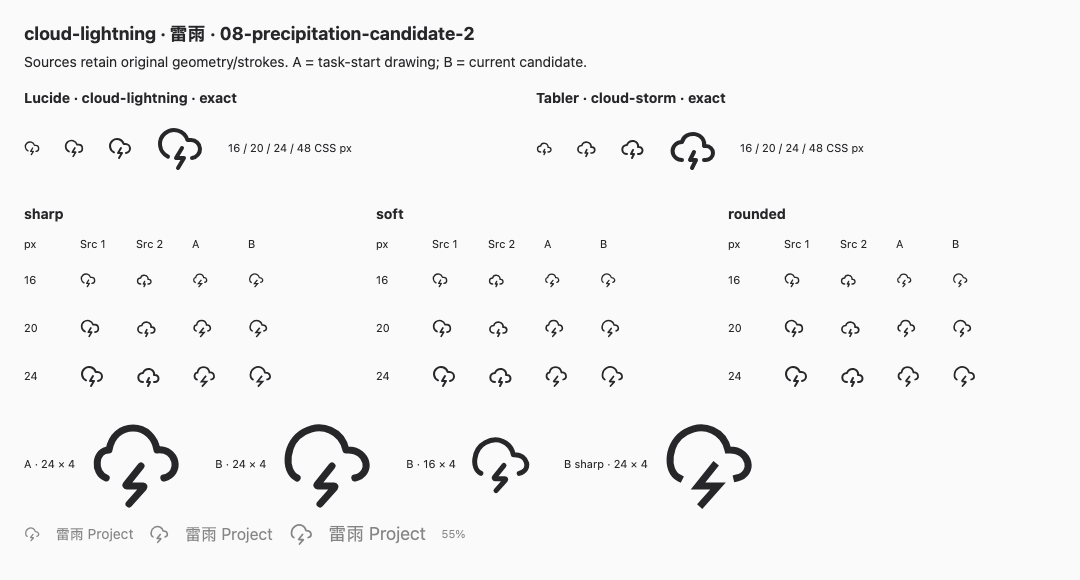 cloud-lightning · 雷雨 · 08-precipitation-candidate-2
Sources retain original geometry/strokes. A = task-start drawing; B = current candidate.
Lucide · cloud-lightning · exact
16 / 20 / 24 / 48 CSS px
Tabler · cloud-storm · exact
16 / 20 / 24 / 48 CSS px
sharp
px Src 1 Src 2 A B
16
20
24
soft
px Src 1 Src 2 A B
16
20
24
rounded
px Src 1 Src 2 A B
16
20
24
A · 24 × 4 B · 24 × 4 B · 16 × 4 B sharp · 24 × 4
雷雨 Project 雷雨 Project 雷雨 Project 55%